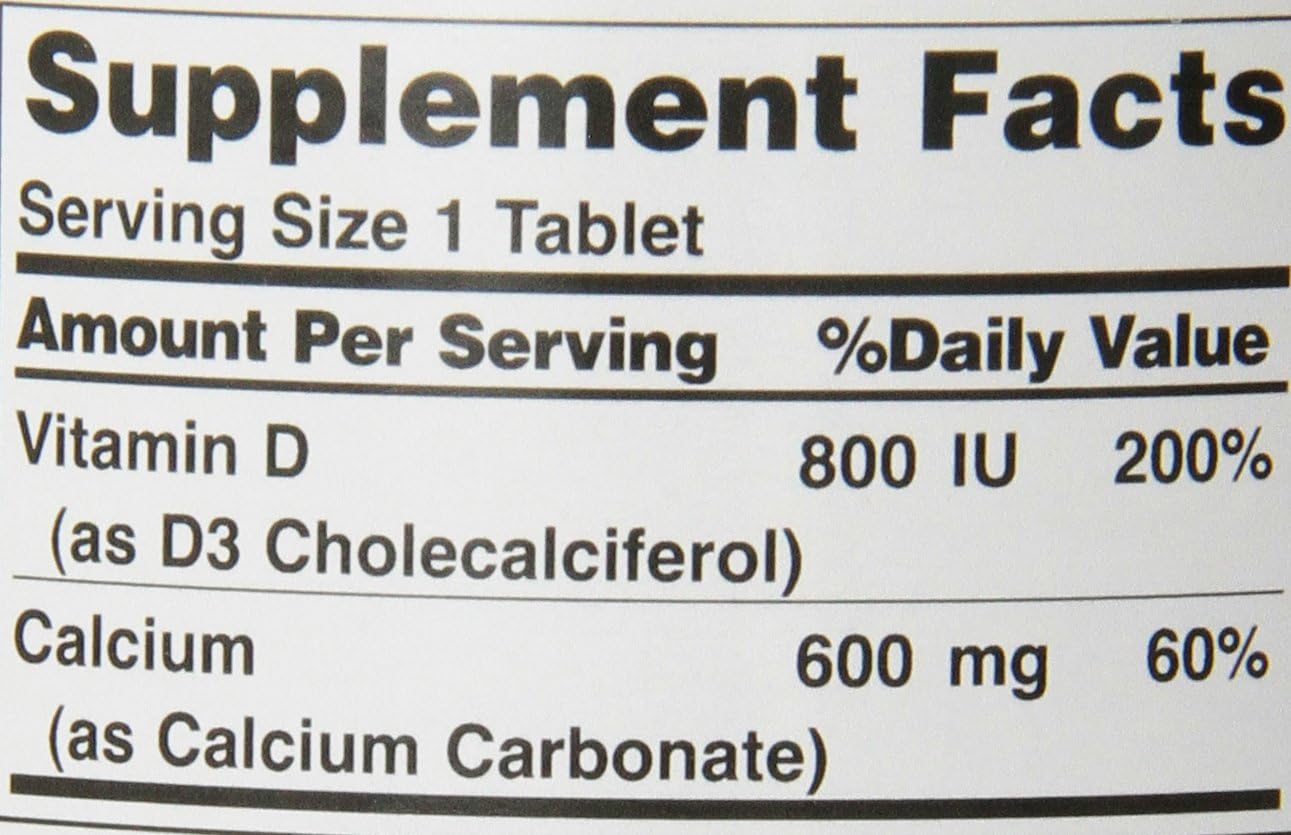 Supplement Facts
Serving Size 1 Tablet
Amount Per Serving %Daily Value
Vitamin D 800 IU 200%
(as D3 Cholecalciferol)
Calcium 600 mg 60%
(as Calcium Carbonate)